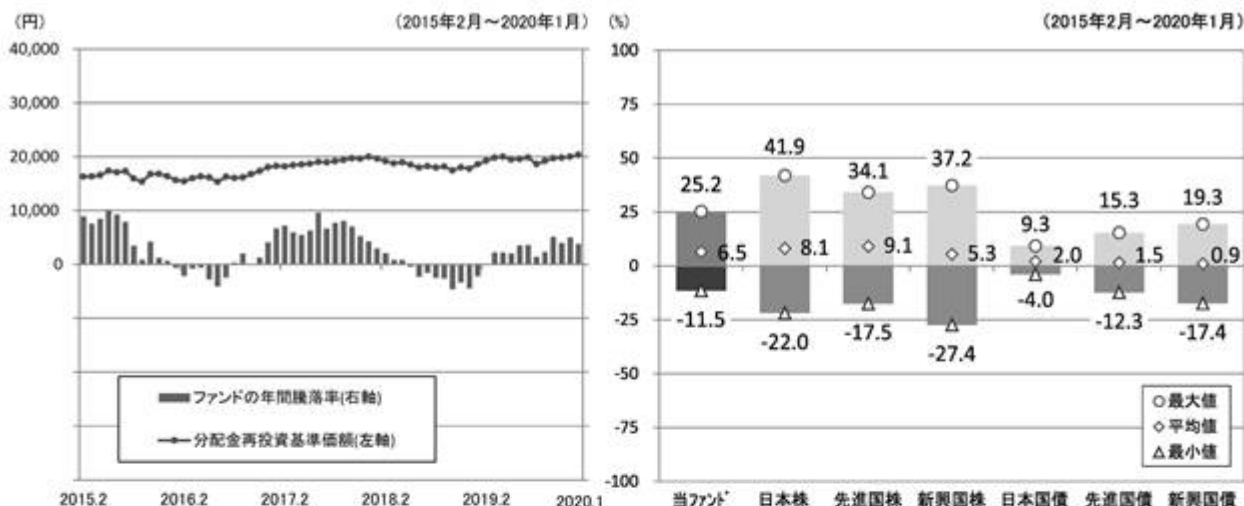 (円)
(2015年2月～2020年1月)
40,000
30,000
20,000
10,000
0
ファンドの年間騰落率(右軸)
分配金再投資基準価額(左軸)
2015.2 2016.2 2017.2 2018.2 2019.2 2020.1
(%)
(2015年2月～2020年1月)
100
75
50
25
0
-25
-50
-75
-100
25.2 41.9 34.1 37.2 9.3 15.3 19.3
6.5 8.1 9.1 5.3 2.0 1.5 0.9
-11.5 -22.0 -17.5 -27.4 -4.0 -12.3 -17.4
最大値
平均値
最小値
当ﾌｧﾝﾄﾞ 日本株 先進国株 新興国株 日本国債 先進国債 新興国債